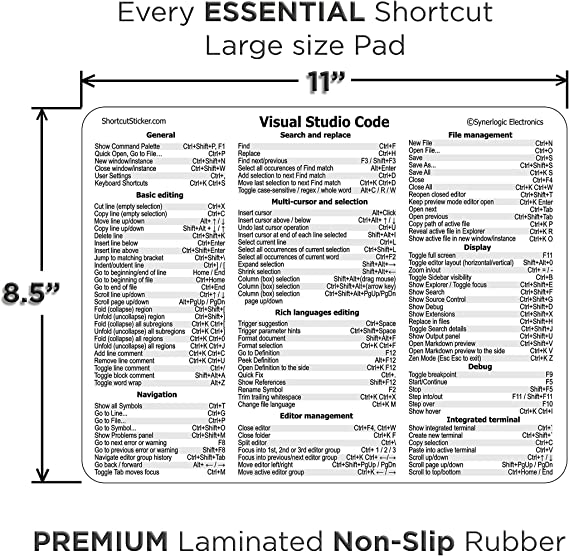 Every ESSENTIAL Shortcut
Large size Pad
11”
8.5”
ShortcutSticker.com
Visual Studio Code
©Synerlogic Electronics
General
Show Command Palette Ctrl+Shift+P, F1
Quick Open, Go to File... Ctrl+P
New window/instance Ctrl+Shift+N
Close window/instance Ctrl+Shift+W
User Settings Ctrl+,
Keyboard Shortcuts Ctrl+K Ctrl+S
Basic editing
Cut line (empty selection) Ctrl+X
Copy line (empty selection) Ctrl+C
Move line up/down Alt+ ↑ / ↓
Copy line up/down Shift+Alt + ↓ / ↑
Delete line Ctrl+Shift+K
Insert line below Ctrl+Enter
Insert line above Ctrl+Shift+Enter
Jump to matching bracket Ctrl+Shift+\
Indent/outdent line Ctrl+] / [
Go to beginning/end of line Home / End
Go to beginning of file Ctrl+Home
Go to end of file Ctrl+End
Scroll line up/down Ctrl+↑ / ↓
Scroll page up/down Alt+PgUp / PgDn
Fold (collapse) region Ctrl+Shift+[
Unfold (uncollapse) region Ctrl+Shift+]
Fold (collapse) all subregions Ctrl+K Ctrl+[
Unfold (uncollapse) all subregions Ctrl+K Ctrl+]
Fold (collapse) all regions Ctrl+K Ctrl+0
Unfold (uncollapse) all regions Ctrl+K Ctrl+J
Add line comment Ctrl+K Ctrl+C
Remove line comment Ctrl+K Ctrl+U
Toggle line comment Ctrl+/
Toggle block comment Shift+Alt+A
Toggle word wrap Alt+Z
Navigation
Show all Symbols Ctrl+T
Go to Line... Ctrl+G
Go to File... Ctrl+P
Go to Symbol... Ctrl+Shift+O
Show Problems panel Ctrl+Shift+M
Go to next error or warning F8
Go to previous error or warning Shift+F8
Navigate editor group history Ctrl+Shift+Tab
Go back / forward Alt+ ← / →
Toggle Tab moves focus Ctrl+M
Search and replace
Find Ctrl+F
Replace Ctrl+H
Find next/previous F3 / Shift+F3
Select all occurences of Find match Alt+Enter
Add selection to next Find match Ctrl+D
Move last selection to next Find match Ctrl+K Ctrl+D
Toggle case-sensitive / regex / whole word Alt+C / R / W
Multi-cursor and selection
Insert cursor Alt+Click
Insert cursor above / below Ctrl+Alt+ ↑ / ↓
Undo last cursor operation Ctrl+U
Insert cursor at end of each line selected Shift+Alt+I
Select current line Ctrl+L
Select all occurrences of current selection Ctrl+Shift+L
Select all occurrences of current word Ctrl+F2
Expand selection Shift+Alt+→
Shrink selection Shift+Alt+←
Column (box) selection Shift+Alt+(drag mouse)
Column (box) selection Ctrl+Shift+Alt+(arrow key)
Column (box) selection Ctrl+Shift+Alt+PgUp/PgDn
page up/down
Rich languages editing
Trigger suggestion Ctrl+Space
Trigger parameter hints Ctrl+Shift+Space
Format document Shift+Alt+F
Format selection Ctrl+K Ctrl+F
Go to Definition F12
Peek Definition Alt+F12
Open Definition to the side Ctrl+K F12
Quick Fix Ctrl+.
Show References Shift+F12
Rename Symbol F2
Trim trailing whitespace Ctrl+K Ctrl+X
Change file language Ctrl+K M
Editor management
Close editor Ctrl+F4, Ctrl+W
Close folder Ctrl+K F
Split editor Ctrl+\
Focus into 1st, 2nd or 3rd editor group Ctrl+ 1 / 2 / 3
Focus into previous/next editor group Ctrl+K Ctrl+ ←/→
Move editor left/right Ctrl+Shift+PgUp / PgDn
Move active editor group Ctrl+K ← / →
File management
New File Ctrl+N
Open File... Ctrl+O
Save Ctrl+S
Save As... Ctrl+Shift+S
Save All Ctrl+K S
Close Ctrl+F4
Close All Ctrl+K Ctrl+W
Reopen closed editor Ctrl+Shift+T
Keep preview mode editor open Ctrl+K Enter
Open next Ctrl+Tab
Open previous Ctrl+Shift+Tab
Copy path of active file Ctrl+K P
Reveal active file in Explorer Ctrl+K R
Show active file in new window/instance Ctrl+K O
Display
Toggle full screen F11
Toggle editor layout (horizontal/vertical) Shift+Alt+0
Zoom in/out Ctrl+ = / -
Toggle Sidebar visibility Ctrl+B
Show Explorer / Toggle focus Ctrl+Shift+E
Show Search Ctrl+Shift+F
Show Source Control Ctrl+Shift+G
Show Debug Ctrl+Shift+D
Show Extensions Ctrl+Shift+X
Replace in files Ctrl+Shift+H
Toggle Search details Ctrl+Shift+J
Show Output panel Ctrl+Shift+U
Open Markdown preview Ctrl+Shift+V
Open Markdown preview to the side Ctrl+K V
Zen Mode (Esc Esc to exit) Ctrl+K Z
Debug
Toggle breakpoint F9
Start/Continue F5
Stop Shift+F5
Step into/out F11 / Shift+F11
Step over F10
Show hover Ctrl+K Ctrl+I
Integrated terminal
Show integrated terminal Ctrl+`
Create new terminal Ctrl+Shift+`
Copy selection Ctrl+C
Paste into active terminal Ctrl+V
Scroll up/down Ctrl+↑ / ↓
Scroll page up/down Shift+PgUp / PgDn
Scroll to top/bottom Ctrl+Home / End
PREMIUM Laminated Non-Slip Rubber